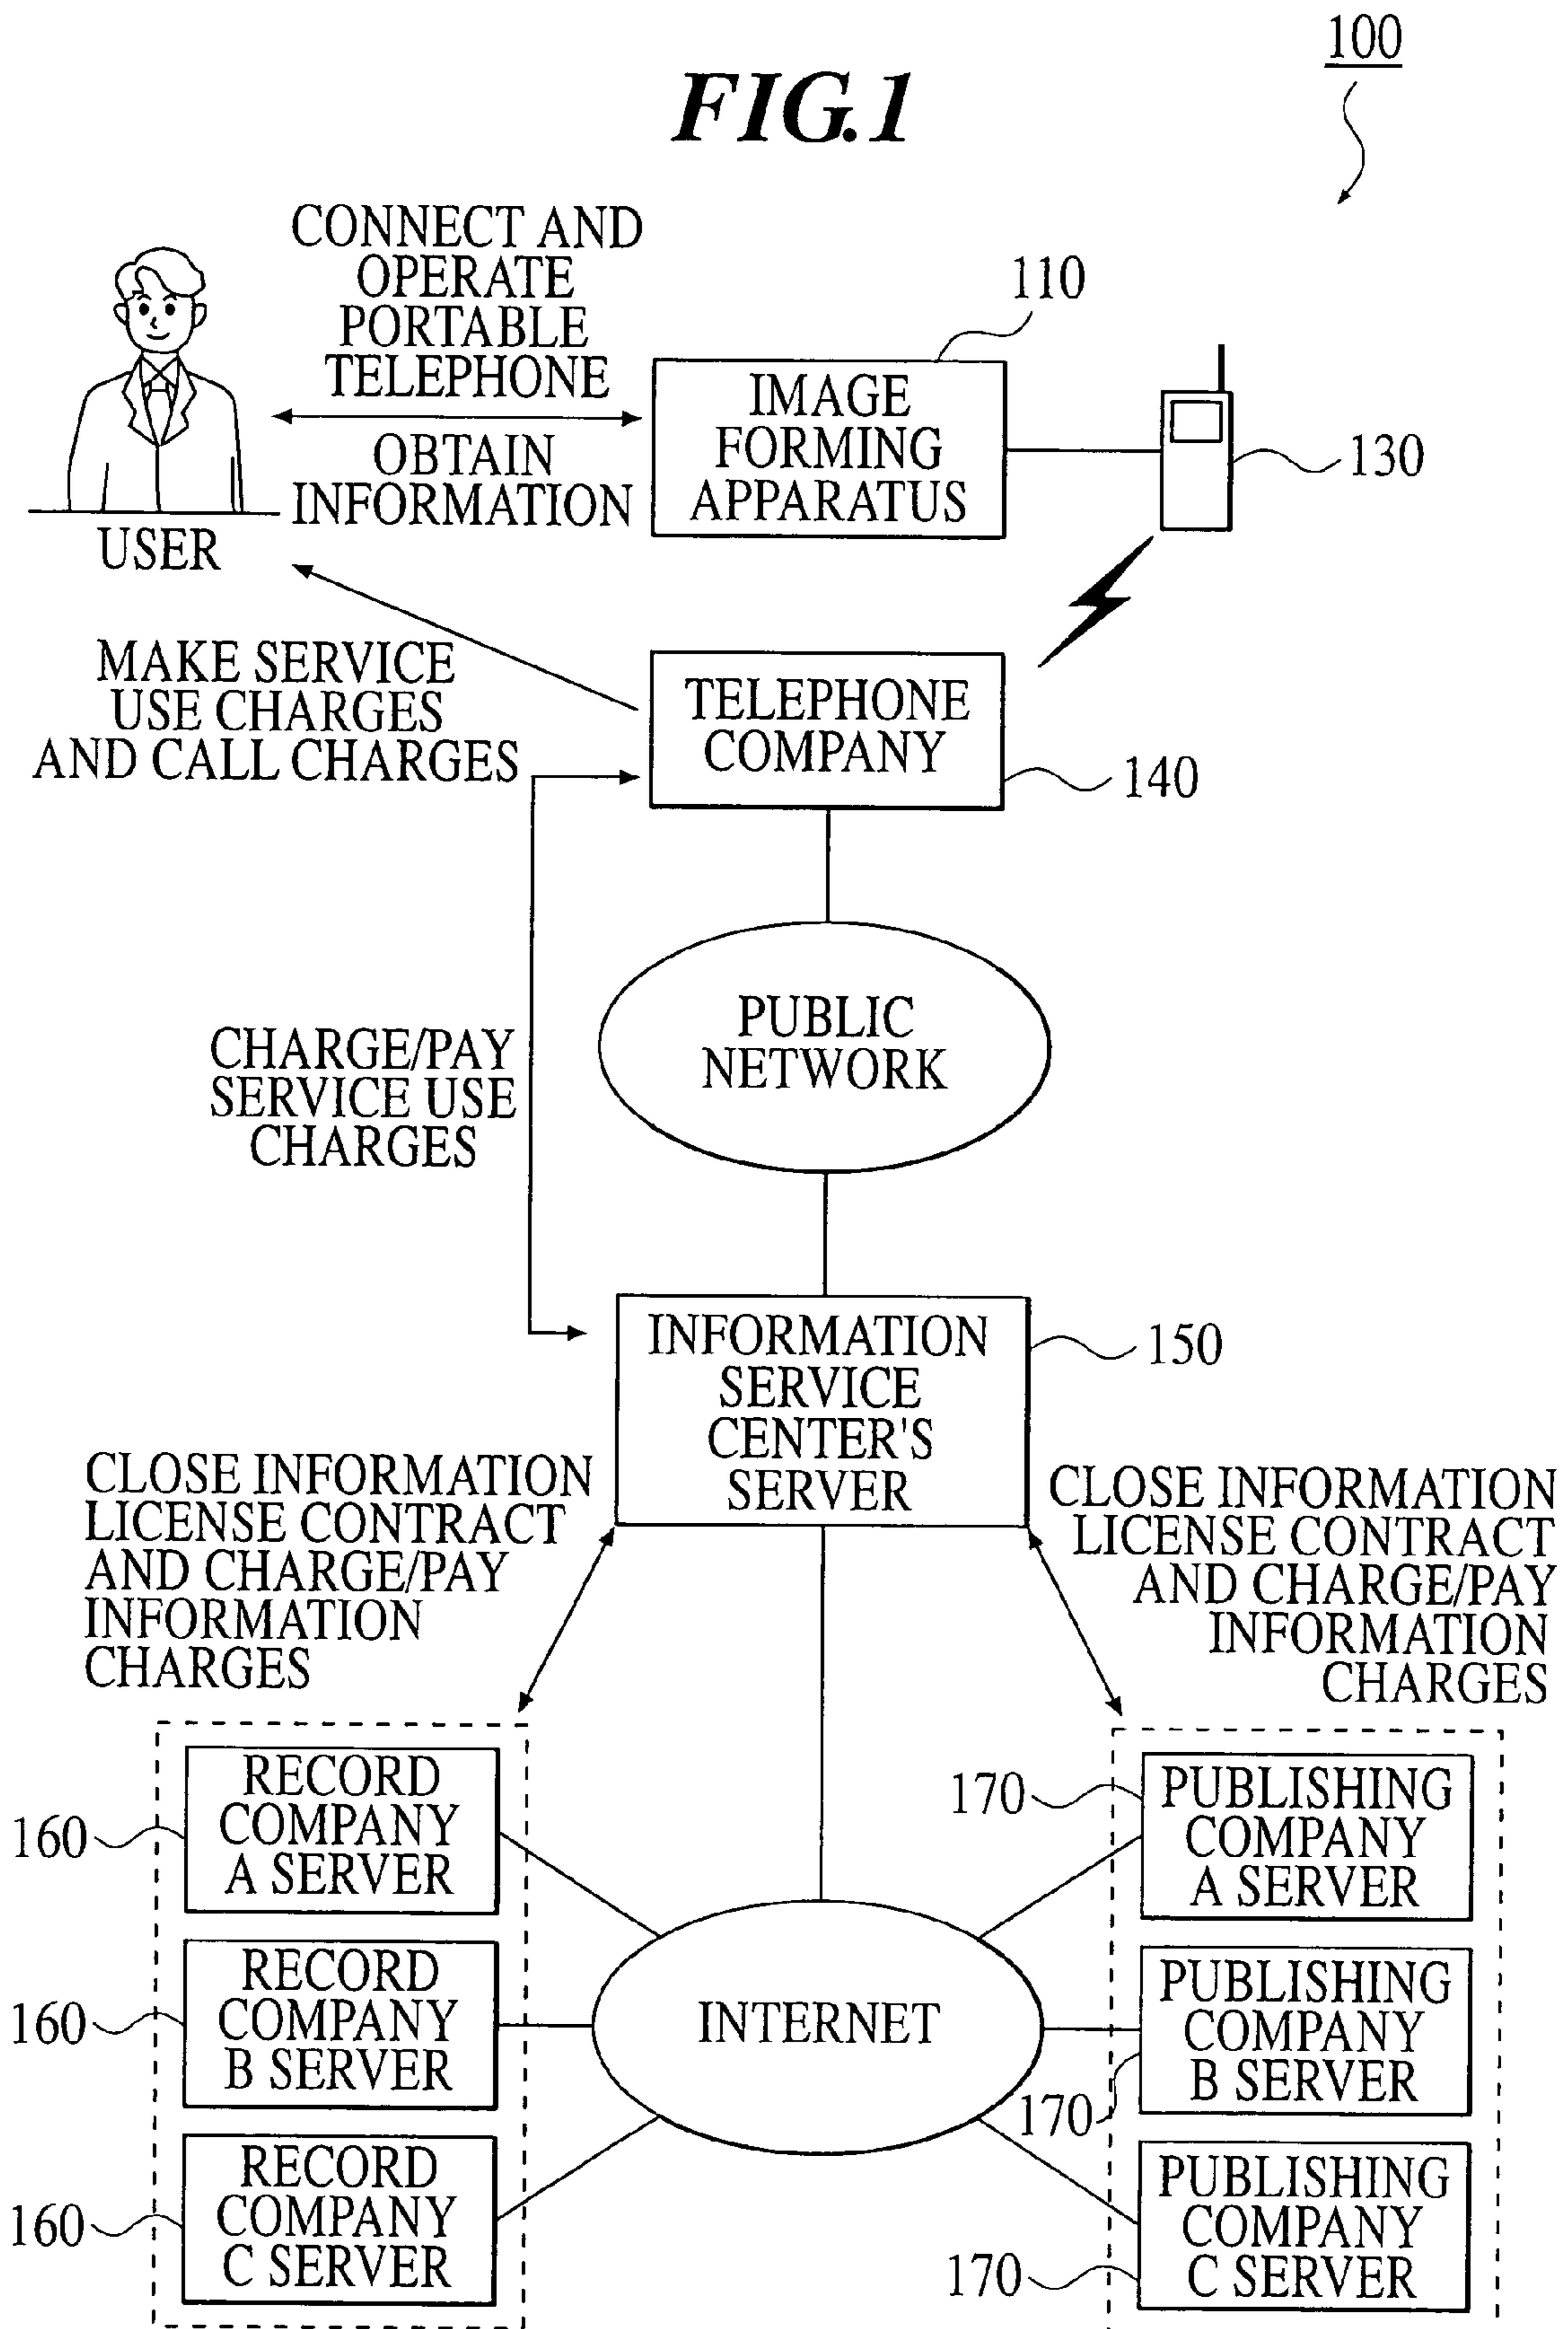 100
FIG.1
CONNECT AND
OPERATE
PORTABLE
TELEPHONE
OBTAIN
INFORMATION
USER
110
IMAGE
FORMING
APPARATUS
130
MAKE SERVICE
USE CHARGES
AND CALL CHARGES
TELEPHONE
COMPANY
140
PUBLIC
NETWORK
CHARGE/PAY
SERVICE USE
CHARGES
INFORMATION
SERVICE
CENTER'S
SERVER
150
CLOSE INFORMATION
LICENSE CONTRACT
AND CHARGE/PAY
INFORMATION
CHARGES
CLOSE INFORMATION
LICENSE CONTRACT
AND CHARGE/PAY
INFORMATION
CHARGES
160
RECORD
COMPANY
A SERVER
160
RECORD
COMPANY
B SERVER
160
RECORD
COMPANY
C SERVER
INTERNET
170
PUBLISHING
COMPANY
A SERVER
170
PUBLISHING
COMPANY
B SERVER
170
PUBLISHING
COMPANY
C SERVER